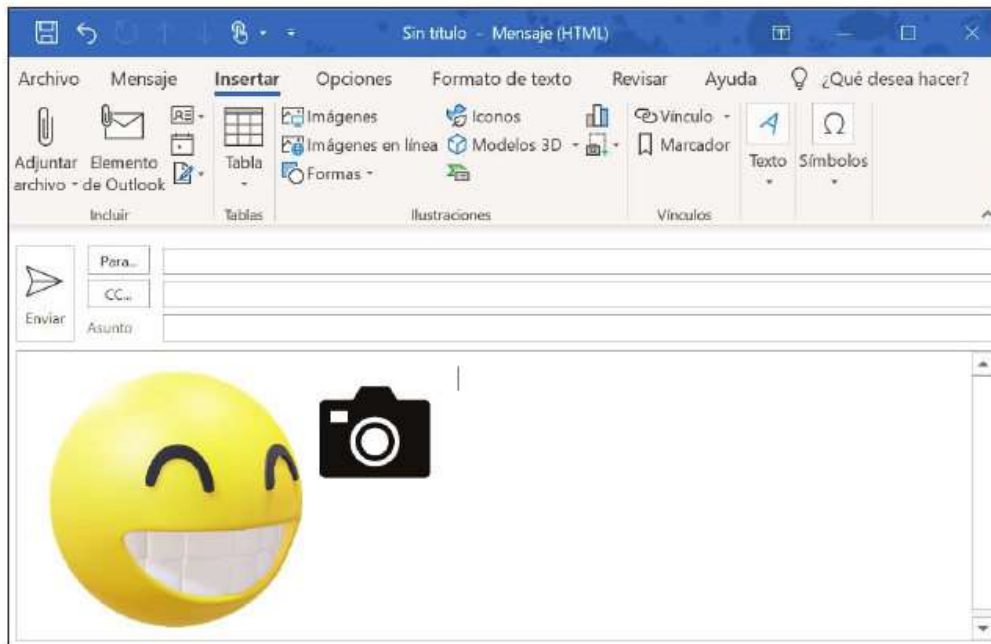 Sin título - Mensaje (HTML)
Archivo Mensaje Insertar Opciones Formato de texto Revisar Ayuda ¿Qué desea hacer?
Adjuntar archivo
Elemento de Outlook
Tabla
Imágenes
Imágenes en línea
Formas
Iconos
Modelos 3D
Vínculo
Marcador
Texto
Símbolos
Incluir Tablas Ilustraciones Vínculos
Enviar
Para...
CC...
Asunto